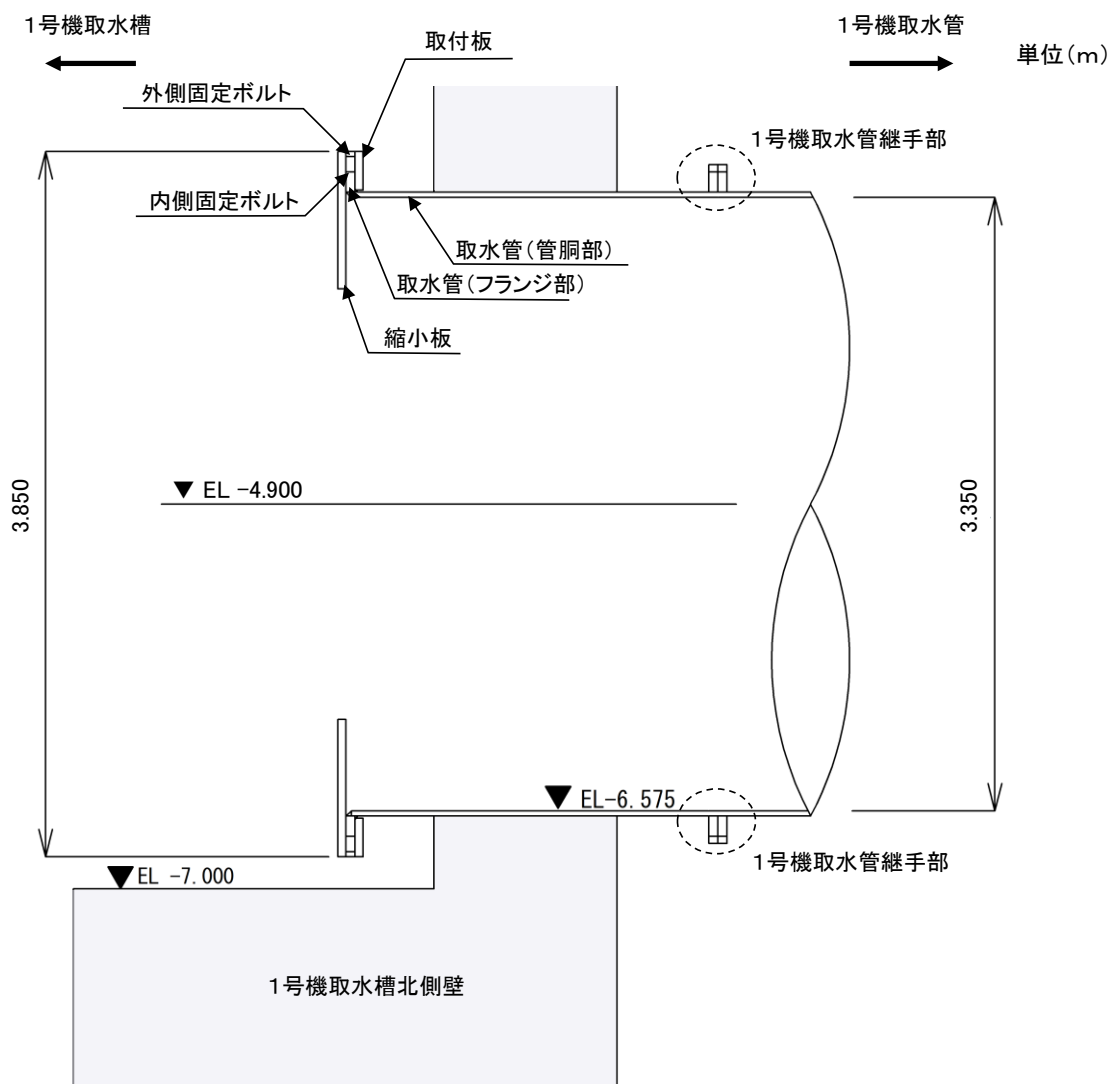 1号機取水槽
取付板
1号機取水管
単位(m)
外側固定ボルト
1号機取水管継手部
内側固定ボルト
取水管(管胴部)
取水管(フランジ部)
縮小板
▼ EL -4.900
3.850
3.350
▼ EL-6.575
▼ EL -7.000
1号機取水管継手部
1号機取水槽北側壁